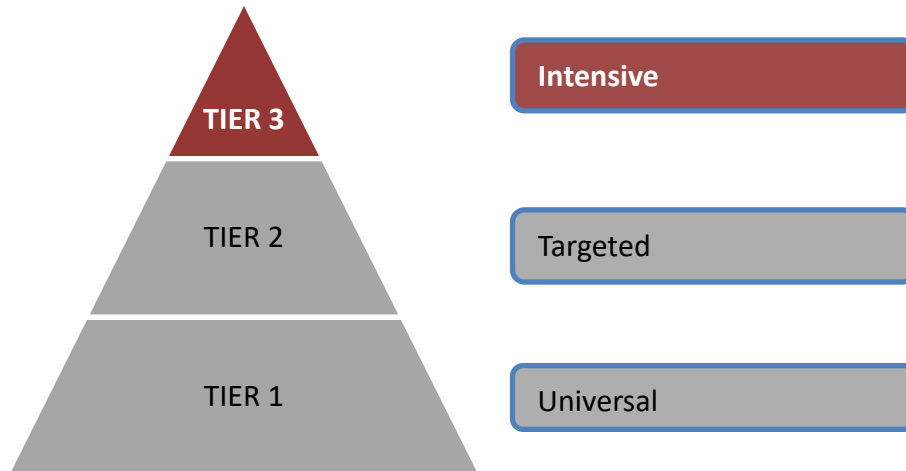 TIER 3
Intensive
TIER 2
Targeted
TIER 1
Universal